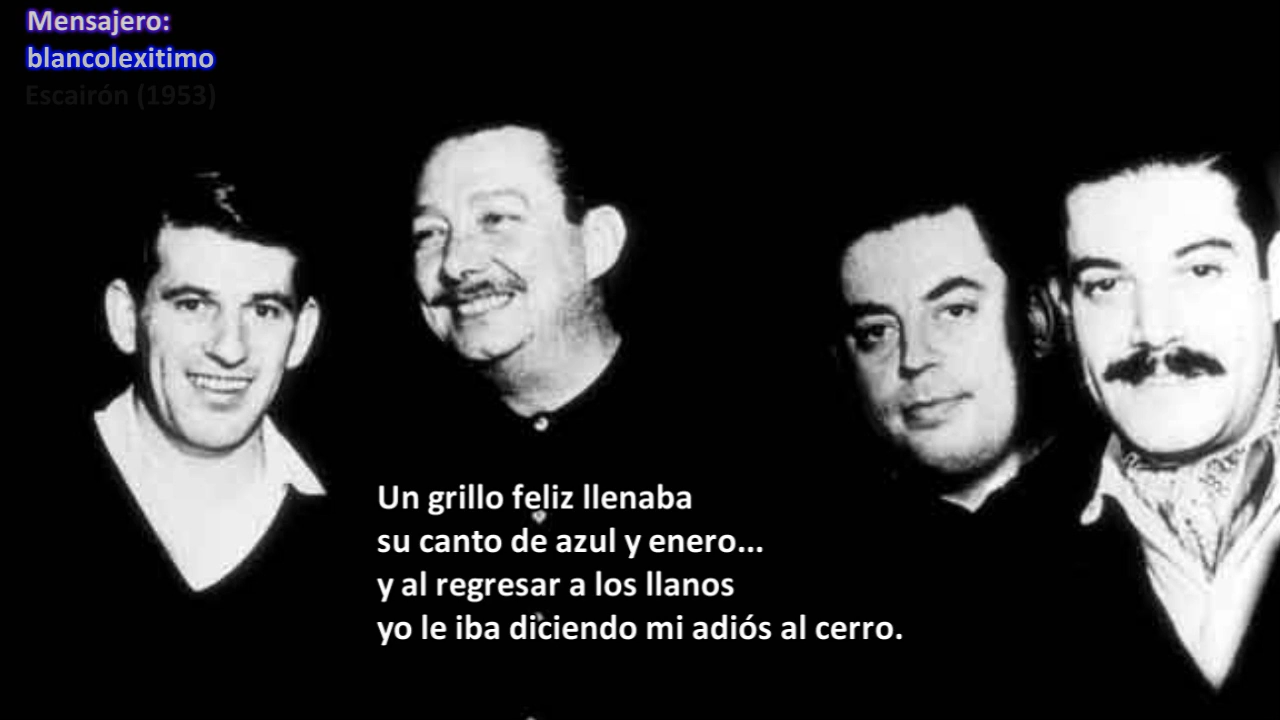 Mensajero:
blancolexitimo
Escairón (1953)
Un grillo feliz llenaba
su canto de azul y enero...
y al regresar a los llanos
yo le iba diciendo mi adiós al cerro.